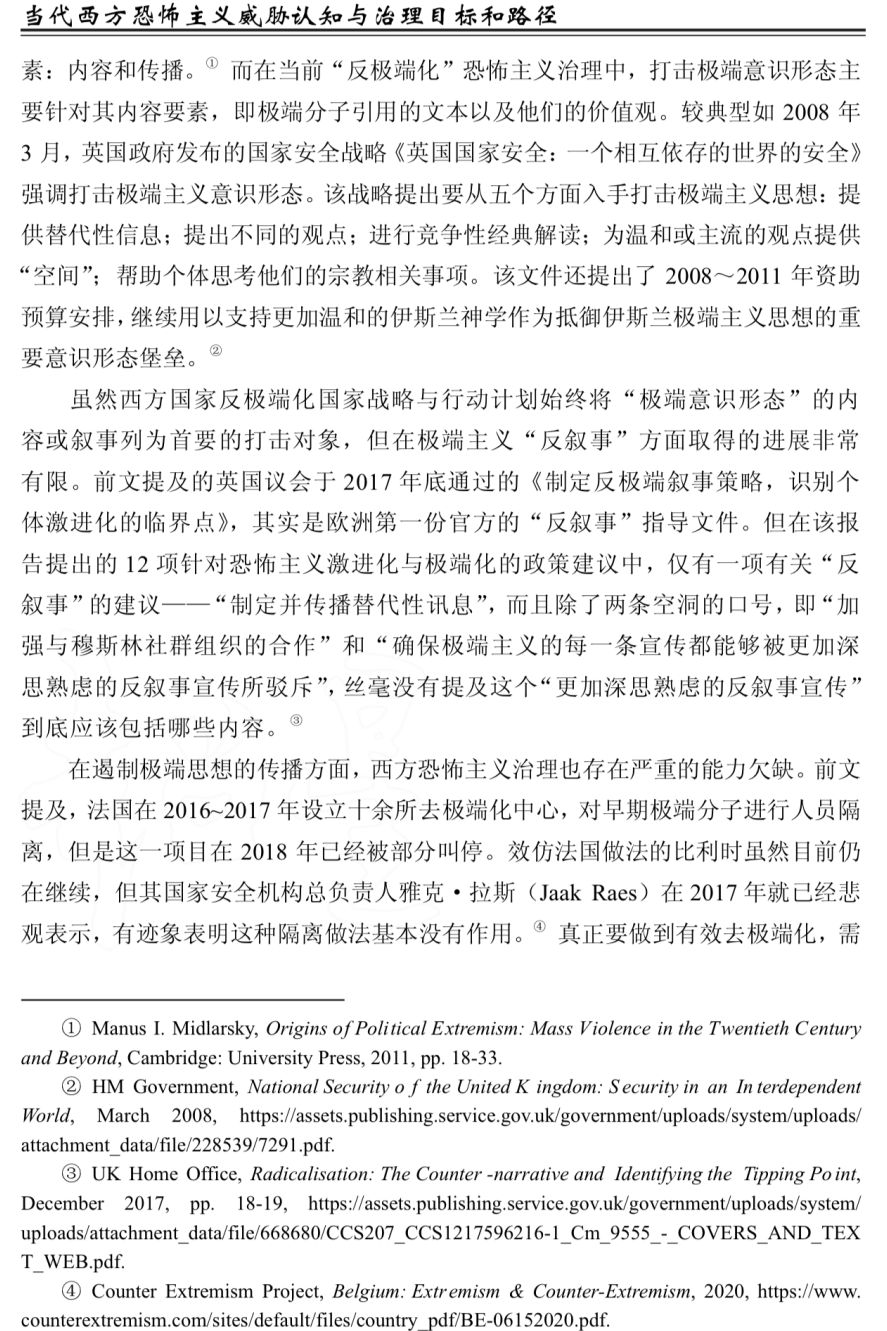 当代西方恐怖主义威胁认知与治理目标和路径
素：内容和传播。① 而在当前“反极端化”恐怖主义治理中，打击极端意识形态主
要针对其内容要素，即极端分子引用的文本以及他们的价值观。较典型如 2008 年
3 月，英国政府发布的国家安全战略《英国国家安全：一个相互依存的世界的安全》
强调打击极端主义意识形态。该战略提出要从五个方面入手打击极端主义思想：提
供替代性信息；提出不同的观点；进行竞争性经典解读；为温和或主流的观点提供
“空间”；帮助个体思考他们的宗教相关事项。该文件还提出了 2008～2011 年资助
预算安排，继续用以支持更加温和的伊斯兰神学作为抵御伊斯兰极端主义思想的重
要意识形态堡垒。②
虽然西方国家反极端化国家战略与行动计划始终将“极端意识形态”的内
容或叙事列为首要的打击对象，但在极端主义“反叙事”方面取得的进展非常
有限。前文提及的英国议会于 2017 年底通过的《制定反极端叙事策略，识别个
体激进化的临界点》，其实是欧洲第一份官方的“反叙事”指导文件。但在该报
告提出的 12 项针对恐怖主义激进化与极端化的政策建议中，仅有一项有关“反
叙事”的建议——“制定并传播替代性讯息”，而且除了两条空洞的口号，即“加
强与穆斯林社群组织的合作”和“确保极端主义的每一条宣传都能够被更加深
思熟虑的反叙事宣传所驳斥”，丝毫没有提及这个“更加深思熟虑的反叙事宣传”
到底应该包括哪些内容。③
在遏制极端思想的传播方面，西方恐怖主义治理也存在严重的能力欠缺。前文
提及，法国在 2016~2017 年设立十余所去极端化中心，对早期极端分子进行人员隔
离，但是这一项目在 2018 年已经被部分叫停。效仿法国做法的比利时虽然目前仍
在继续，但其国家安全机构总负责人雅克·拉斯（Jaak Raes）在 2017 年就已经悲
观表示，有迹象表明这种隔离做法基本没有作用。④ 真正要做到有效去极端化，需
① Manus I. Midlarsky, Origins of Political Extremism: Mass Violence in the Twentieth Century
and Beyond, Cambridge: University Press, 2011, pp. 18-33.
② HM Government, National Security o f the United K ingdom: S ecurity in an In terdependent
World, March 2008, https://assets.publishing.service.gov.uk/government/uploads/system/uploads/
attachment_data/file/228539/7291.pdf.
③ UK Home Office, Radicalisation: The Counter -narrative and Identifying the Tipping Po int,
December 2017, pp. 18-19, https://assets.publishing.service.gov.uk/government/uploads/system/
uploads/attachment_data/file/668680/CCS207_CCS1217596216-1_Cm_9555_-_COVERS_AND_TEX
T_WEB.pdf.
④ Counter Extremism Project, Belgium: Extr emism & Counter-Extremism, 2020, https://www.
counterextremism.com/sites/default/files/country_pdf/BE-06152020.pdf.